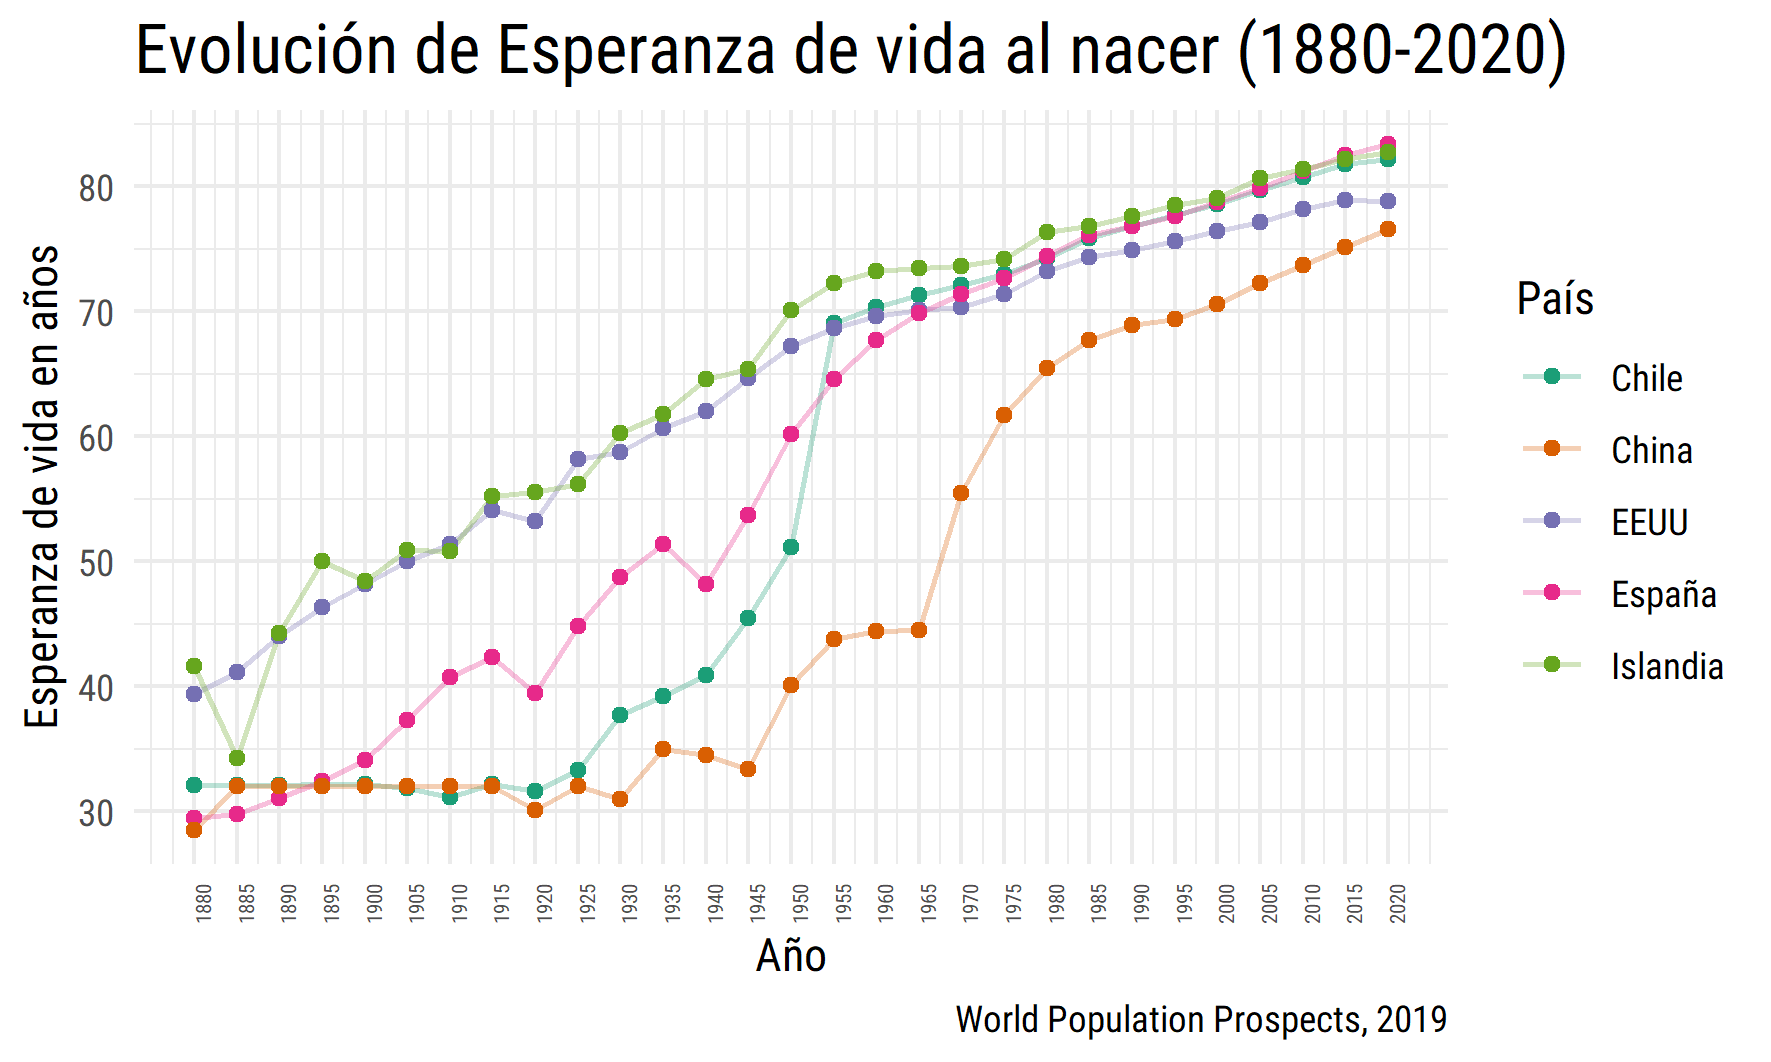 Evolución de Esperanza de vida al nacer (1880-2020)
Esperanza de vida en años
80
70
60
50
40
30
1880 1885 1890 1895 1900 1905 1910 1915 1920 1925 1930 1935 1940 1945 1950 1955 1960 1965 1970 1975 1980 1985 1990 1995 2000 2005 2010 2015 2020
Año
País
Chile
China
EEUU
España
Islandia
World Population Prospects, 2019